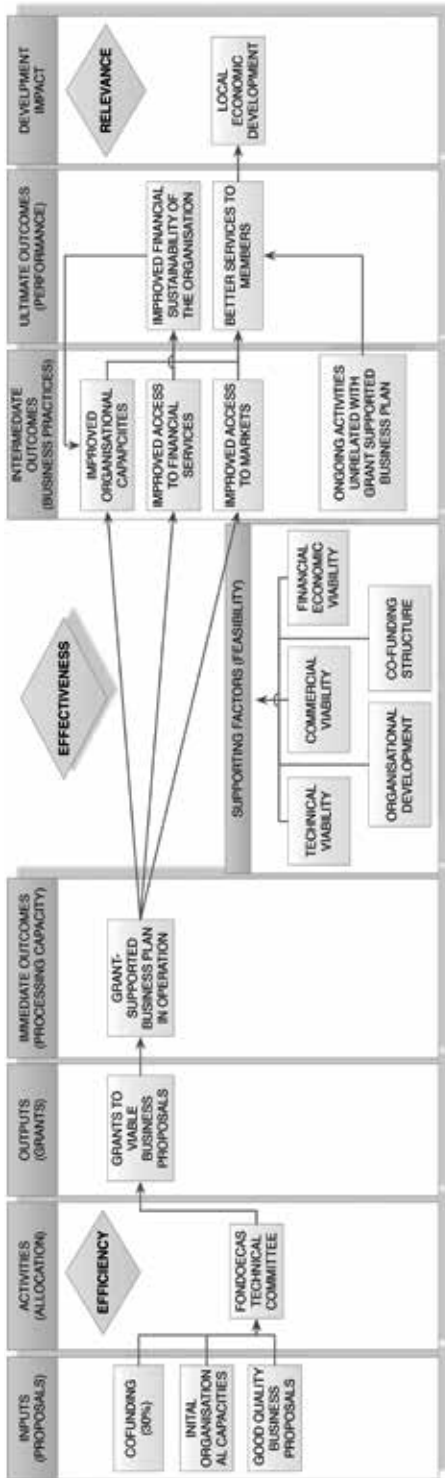 INPUTS
(PROPOSALS)
COFUNDING
(30%)
INITAL
ORGANISATION
AL CAPACITIES
GOOD QUALITY
BUSINESS
PROPOSALS
ACTIVITIES
(ALLOCATION)
EFFICIENCY
FONDOECAS
TECHNICAL
COMMITTEE
OUTPUTS
(GRANTS)
GRANTS TO
VIABLE
BUSINESS
PROPOSALS
IMMEDIATE OUTCOMES
(PROCESSING CAPACITY)
GRANT-
SUPPORTED
BUSINESS PLAN
IN OPERATION
EFFECTIVENESS
SUPPORTING FACTORS (FEASIBILITY)
TECHNICAL
VIABILITY
COMMERCIAL
VIABILITY
FINANCIAL
ECONOMIC
VIABILITY
ORGANISATIONAL
DEVELOPMENT
CO-FUNDING
STRUCTURE
INTERMEDIATE
OUTCOMES
(BUSINESS PRACTICES)
IMPROVED
ORGANISATIONAL
CAPAPCIITES
IMPROVED ACCESS
TO FINANCIAL
SERVICES
IMPROVED ACCESS
TO MARKETS
ONGOING ACTIVITIES
UNRELATED WITH
GRANT SUPPORTED
BUSINESS PLAN
ULTIMATE OUTCOMES
(PERFORMANCE)
IMPROVED FINANCIAL
SUSTAINABILITY OF
THE ORGANISATION
BETTER SERVICES TO
MEMBERS
DEVELPMENT
IMPACT
RELEVANCE
LOCAL
ECONOMIC
DEVELOPMENT